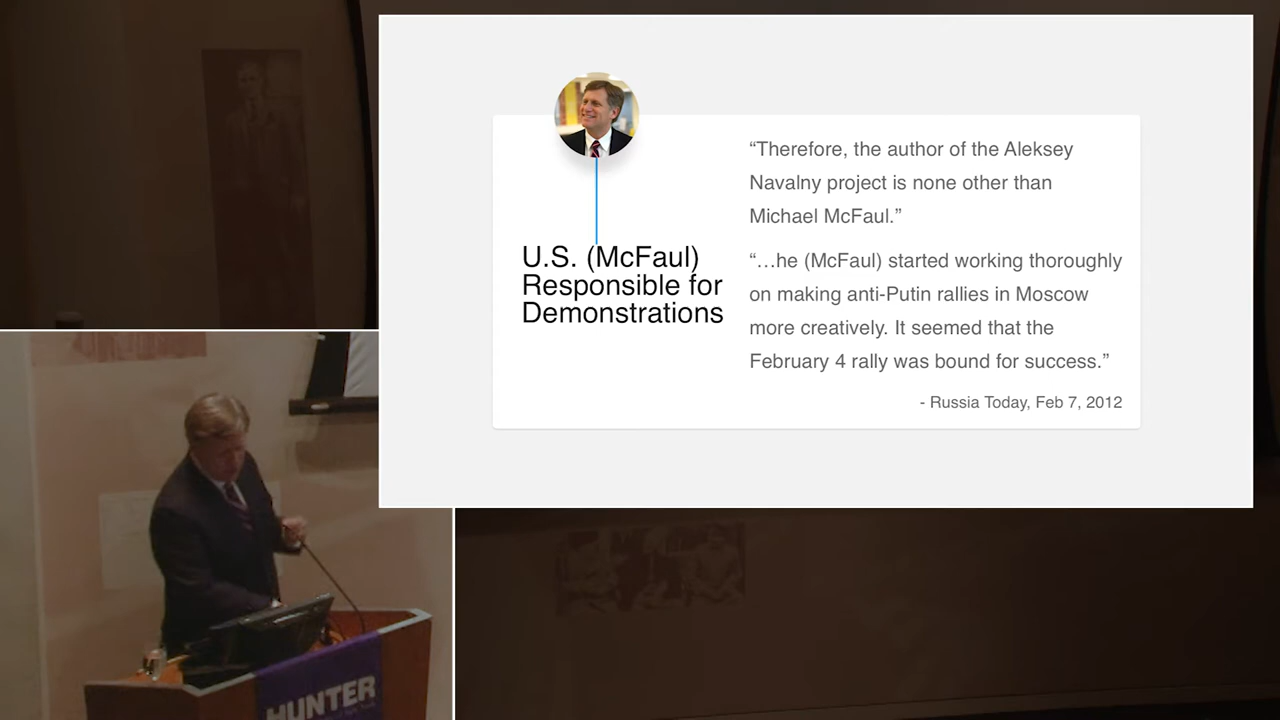 “Therefore, the author of the Aleksey
Navalny project is none other than
Michael McFaul.”
U.S. (McFaul)
Responsible for
Demonstrations
“…he (McFaul) started working thoroughly
on making anti-Putin rallies in Moscow
more creatively. It seemed that the
February 4 rally was bound for success.”
- Russia Today, Feb 7, 2012
HUNTER